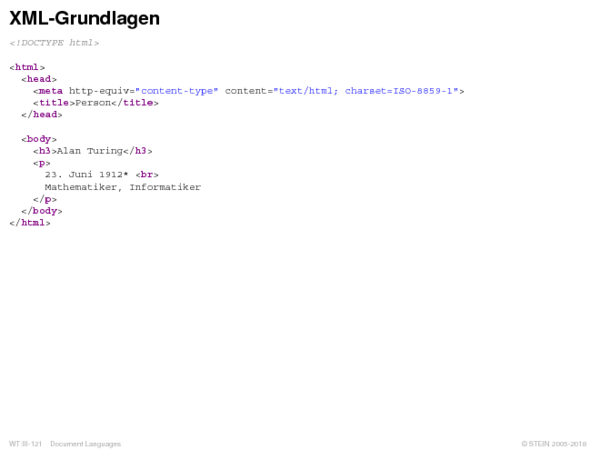 XML-Grundlagen
<!DOCTYPE html>
<html>
<head>
<meta http-equiv="content-type" content="text/html; charset=ISO-8859-1">
<title>Person</title>
</head>
<body>
<h3>Alan Turing</h3>
<p>
23. Juni 1912* <br>
Mathematiker, Informatiker
</p>
</body>
</html>
WT:III-121 Document Languages © STEIN 2005-2018